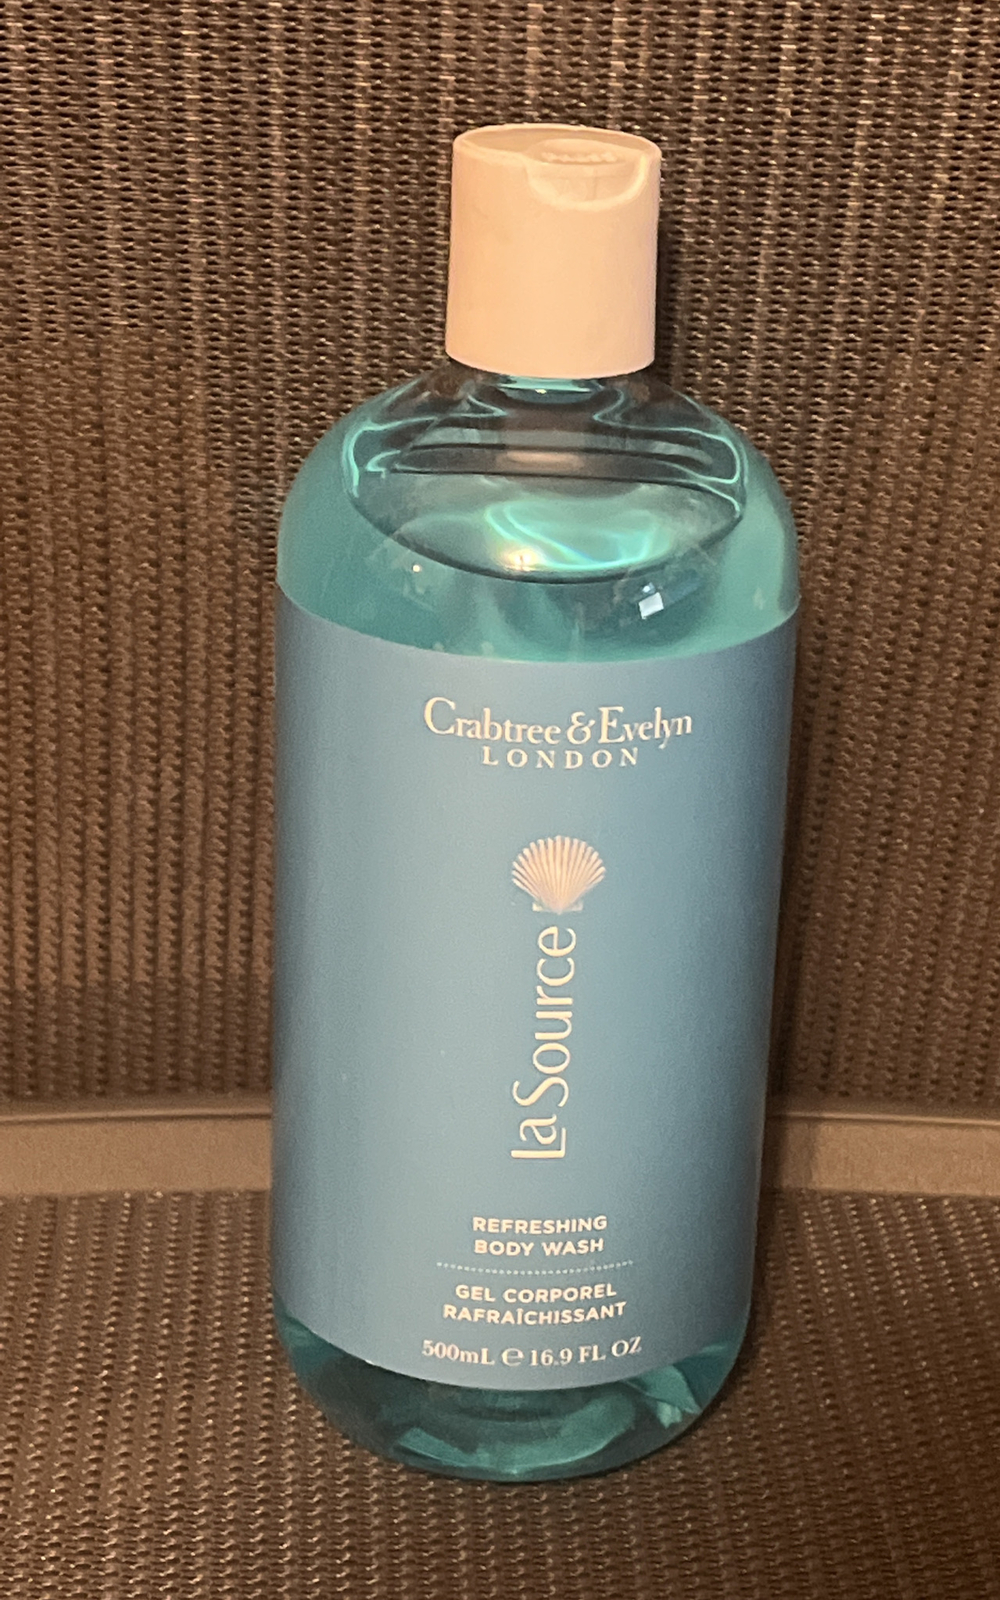 Crabtree & Evelyn
LONDON
La Source
REFRESHING
BODY WASH
GEL CORPOREL
RAFRAÎCHISSANT
500mL ℮ 16.9 FL OZ